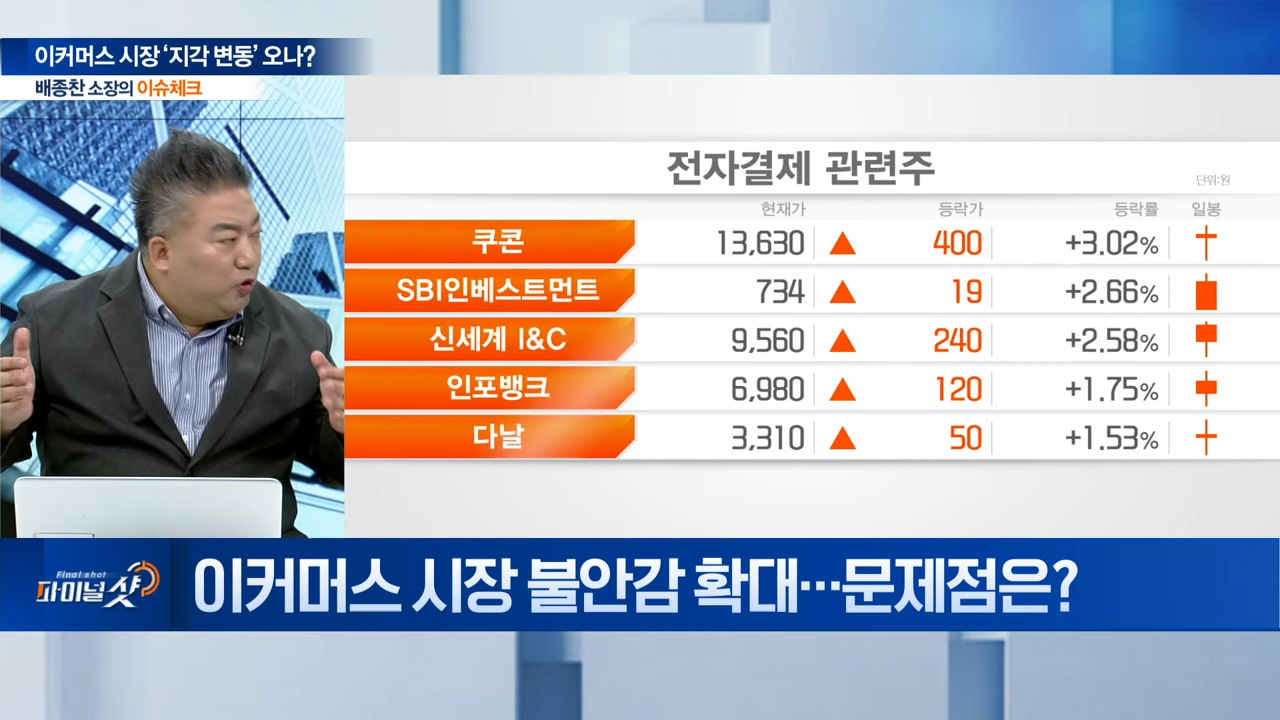 이커머스 시장 ‘지각 변동’ 오나?
배종찬 소장의 이슈체크
전자결제 관련주
단위:원
현재가 등락가 등락률 일봉
쿠콘 13,630 ▲ 400 +3.02%
SBI인베스트먼트 734 ▲ 19 +2.66%
신세계 I&C 9,560 ▲ 240 +2.58%
인포뱅크 6,980 ▲ 120 +1.75%
다날 3,310 ▲ 50 +1.53%
Final shot
파이널샷
이커머스 시장 불안감 확대…문제점은?